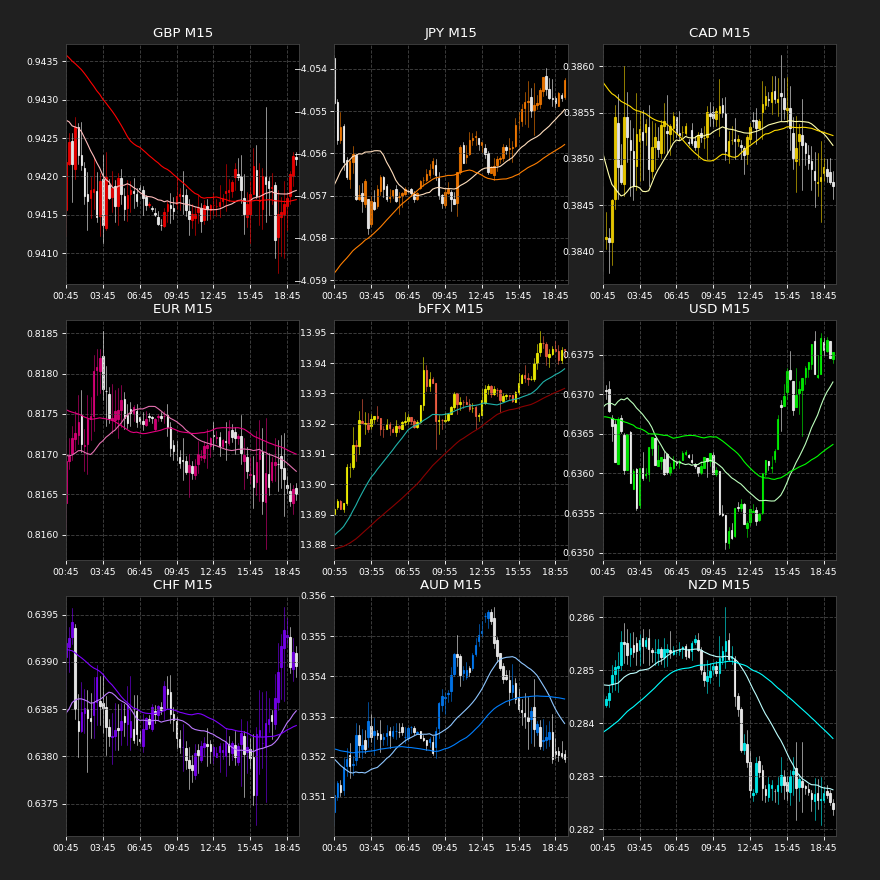 GBP M15
JPY M15
CAD M15
0.9435
0.9430
0.9425
0.9420
0.9415
0.9410
−4.054
−4.055
−4.056
−4.057
−4.058
−4.059
0.3860
0.3855
0.3850
0.3845
0.3840
00:45 03:45 06:45 09:45 12:45 15:45 18:45
00:45 03:45 06:45 09:45 12:45 15:45 18:45
00:45 03:45 06:45 09:45 12:45 15:45 18:45
EUR M15
bFFX M15
USD M15
0.8185
0.8180
0.8175
0.8170
0.8165
0.8160
13.95
13.94
13.93
13.92
13.91
13.90
13.89
13.88
0.6375
0.6370
0.6365
0.6360
0.6355
0.6350
00:45 03:45 06:45 09:45 12:45 15:45 18:45
00:55 03:55 06:55 09:55 12:55 15:55 18:55
00:45 03:45 06:45 09:45 12:45 15:45 18:45
CHF M15
AUD M15
NZD M15
0.6395
0.6390
0.6385
0.6380
0.6375
0.356
0.355
0.354
0.353
0.352
0.351
0.286
0.285
0.284
0.283
0.282
00:45 03:45 06:45 09:45 12:45 15:45 18:45
00:45 03:45 06:45 09:45 12:45 15:45 18:45
00:45 03:45 06:45 09:45 12:45 15:45 18:45